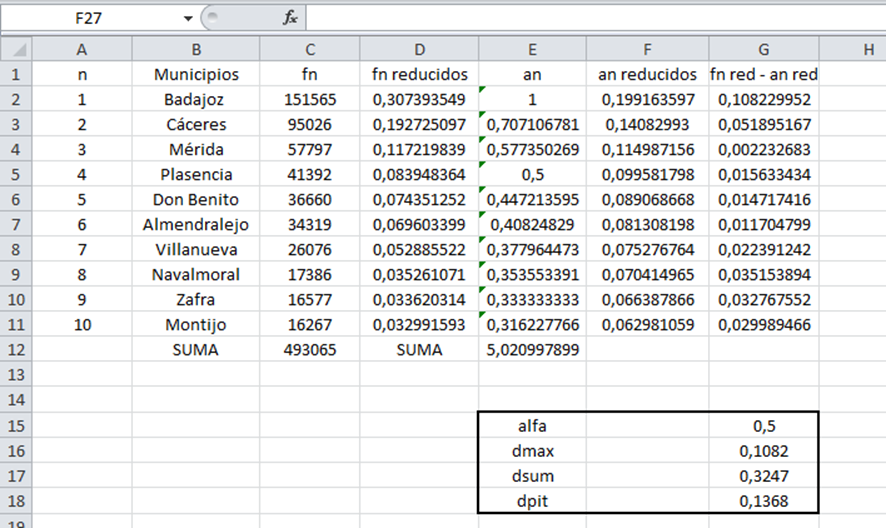 F27 fx
A B C D E F G H
1 n Municipios fn fn reducidos an an reducidos fn red - an red
2 1 Badajoz 151565 0,307393549 1 0,199163597 0,108229952
3 2 Cáceres 95026 0,192725097 0,707106781 0,14082993 0,051895167
4 3 Mérida 57797 0,117219839 0,577350269 0,114987156 0,002232683
5 4 Plasencia 41392 0,083948364 0,5 0,099581798 0,015633434
6 5 Don Benito 36660 0,074351252 0,447213595 0,089068668 0,014717416
7 6 Almendralejo 34319 0,069603399 0,40824829 0,081308198 0,011704799
8 7 Villanueva 26076 0,052885522 0,377964473 0,075276764 0,022391242
9 8 Navalmoral 17386 0,035261071 0,353553391 0,070414965 0,035153894
10 9 Zafra 16577 0,033620314 0,333333333 0,066387866 0,032767552
11 10 Montijo 16267 0,032991593 0,316227766 0,062981059 0,029989466
12 SUMA 493065 SUMA 5,020997899
13
14
15 alfa 0,5
16 dmax 0,1082
17 dsum 0,3247
18 dpit 0,1368
19